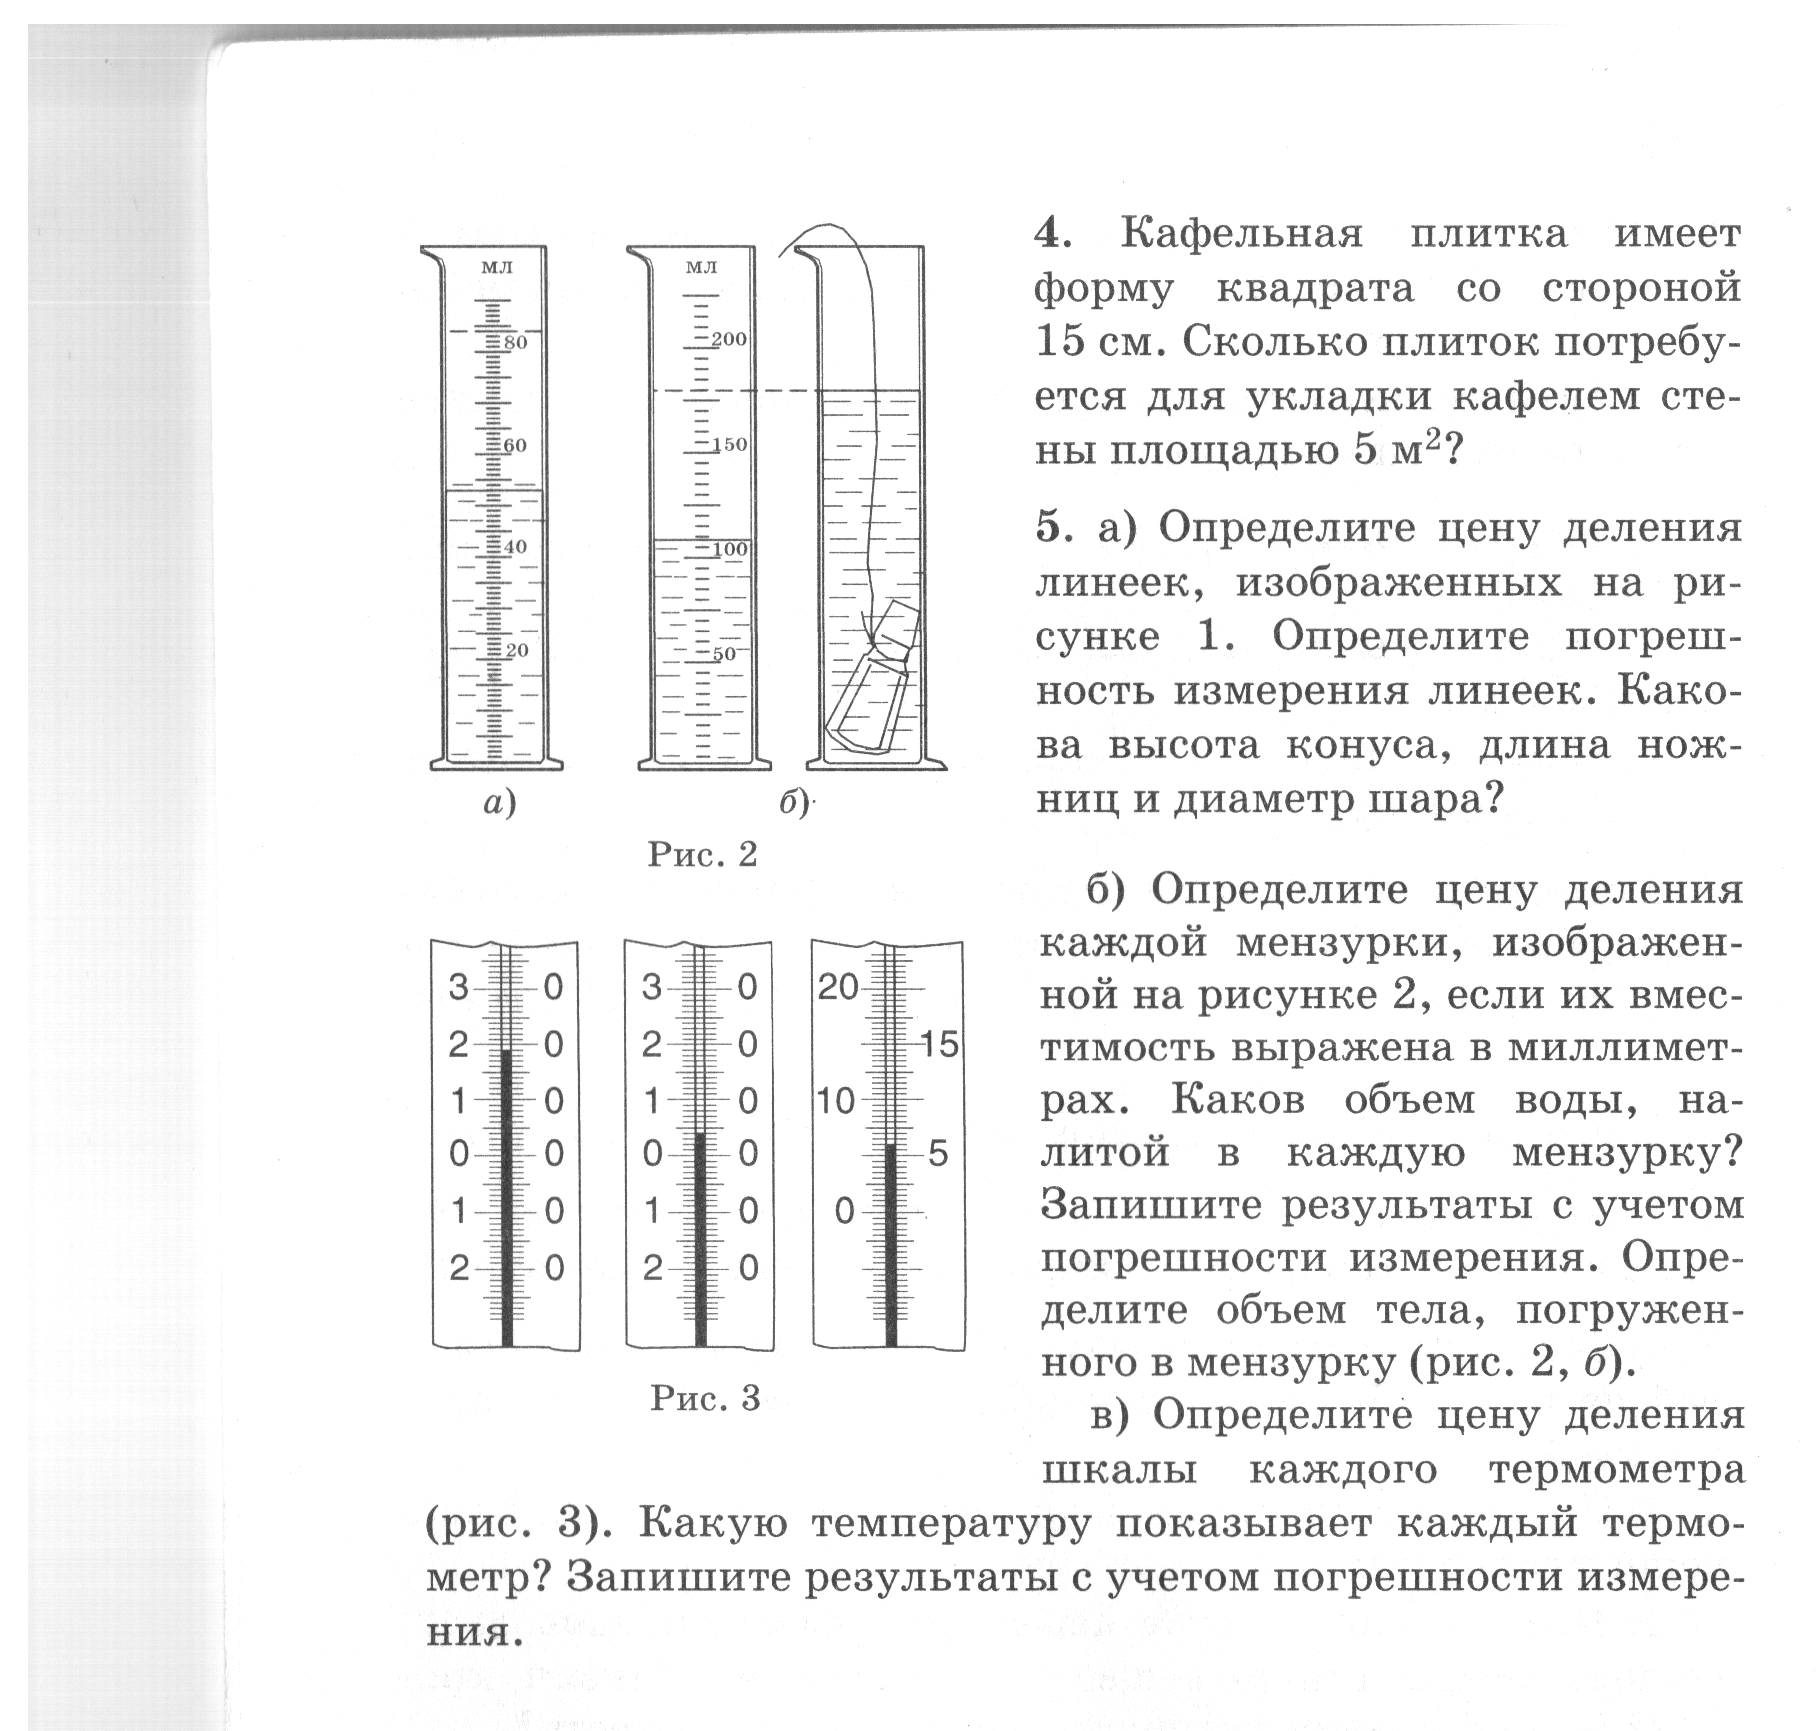 мл
80
60
40
20
а)
мл
200
150
100
50
б)
Рис. 2
3 0
2 0
1 0
0 0
1 0
2 0
3 0
2 0
1 0
0 0
1 0
2 0
20
15
10
5
0
Рис. 3
4. Кафельная плитка имеет
форму квадрата со стороной
15 см. Сколько плиток потребу-
ется для укладки кафелем сте-
ны площадью 5 м²?
5. а) Определите цену деления
линеек, изображенных на ри-
сунке 1. Определите погреш-
ность измерения линеек. Како-
ва высота конуса, длина нож-
ниц и диаметр шара?
б) Определите цену деления
каждой мензурки, изображен-
ной на рисунке 2, если их вмес-
тимость выражена в миллимет-
рах. Каков объем воды, на-
литой в каждую мензурку?
Запишите результаты с учетом
погрешности измерения. Опре-
делите объем тела, погружен-
ного в мензурку (рис. 2, б).
в) Определите цену деления
шкалы каждого термометра
(рис. 3). Какую температуру показывает каждый термо-
метр? Запишите результаты с учетом погрешности измере-
ния.